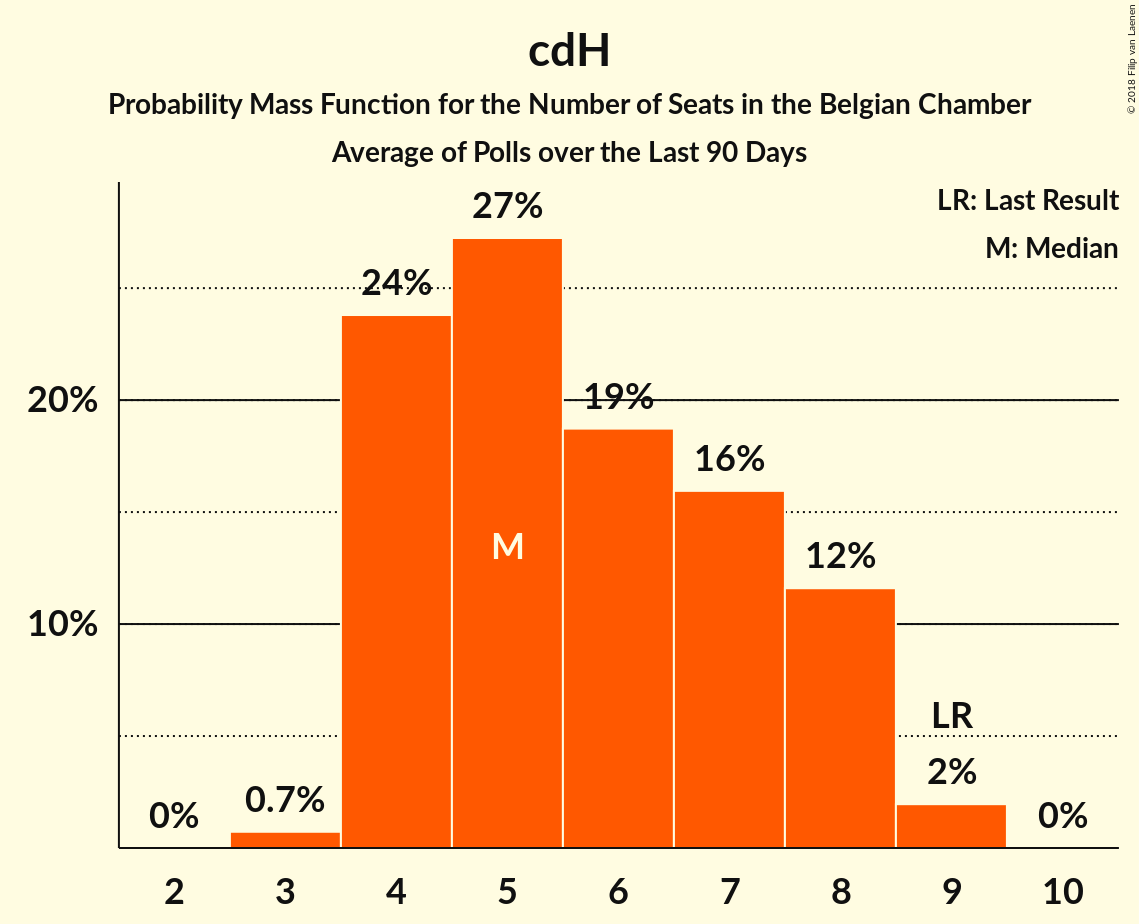 cdH
Probability Mass Function for the Number of Seats in the Belgian Chamber
Average of Polls over the Last 90 Days
© 2018 Filip van Laenen
LR: Last Result
M: Median
20%
10%
0%
0.7%
24%
27%
19%
16%
12%
2%
0%
M
LR
2 3 4 5 6 7 8 9 10